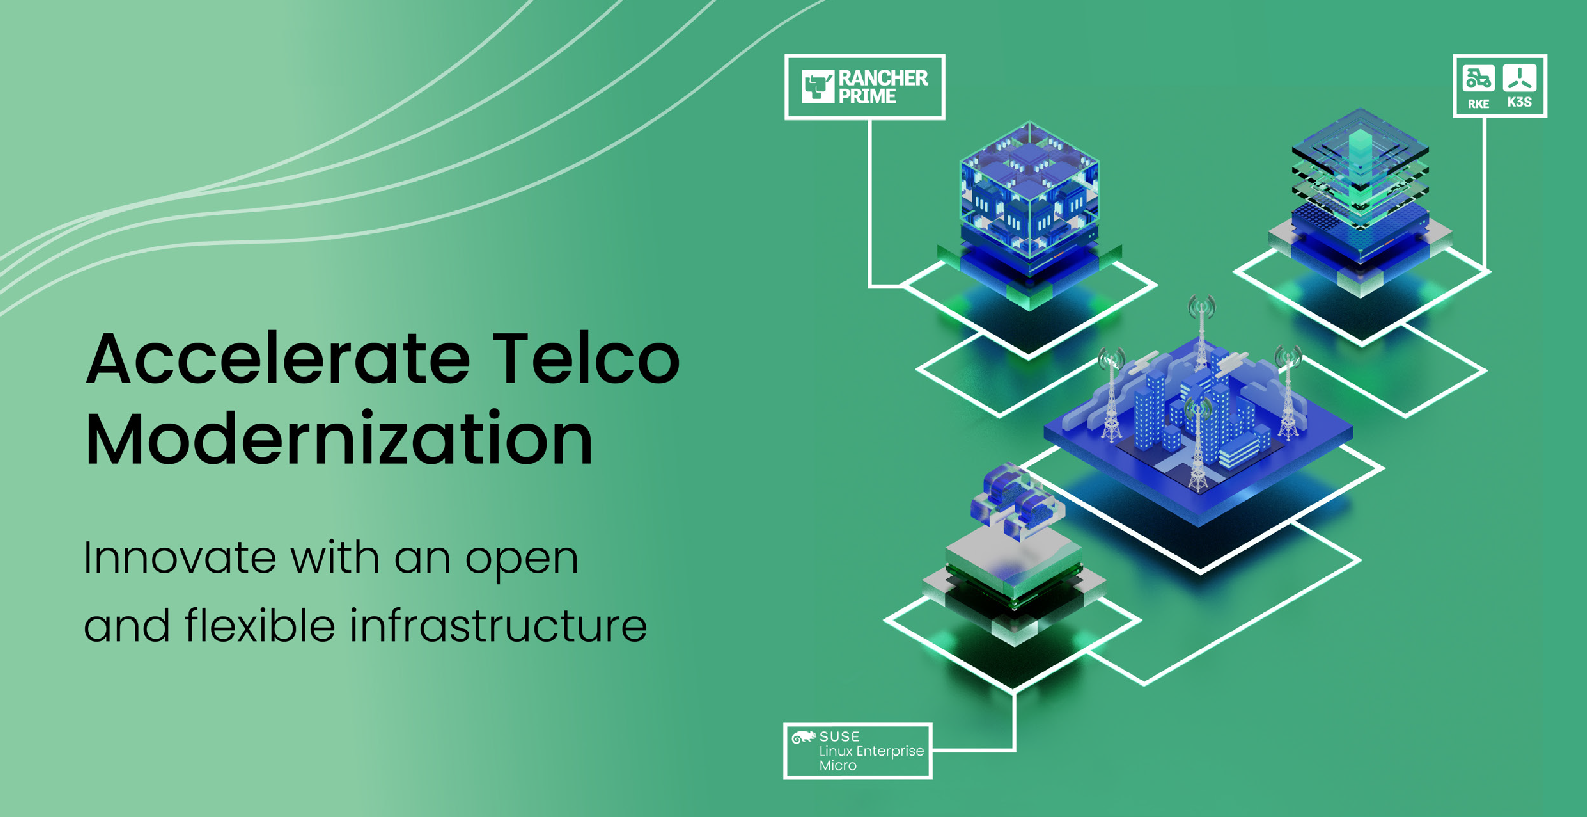 Accelerate Telco
Modernization
Innovate with an open
and flexible infrastructure
RANCHER
PRIME
RKE K3S
SUSE
Linux Enterprise
Micro